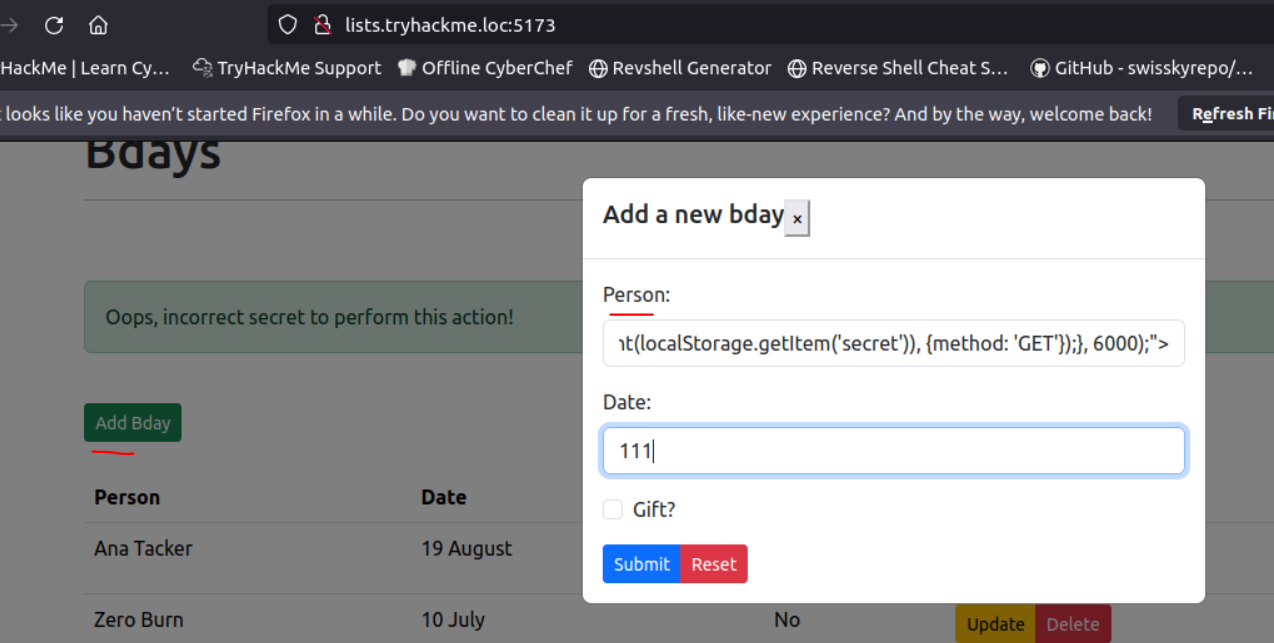 lists.tryhackme.loc:5173
HackMe | Learn Cy... TryHackMe Support Offline CyberChef Revshell Generator Reverse Shell Cheat S... GitHub - swisskyrepo/...
looks like you haven't started Firefox in a while. Do you want to clean it up for a fresh, like-new experience? And by the way, welcome back! Refresh Fi
Bdays
Add a new bday ×
Oops, incorrect secret to perform this action!
Person:
nt(localStorage.getItem('secret')), {method: 'GET'});}, 6000);">
Date:
111
Gift?
Submit Reset
Add Bday
Person Date
Ana Tacker 19 August
Zero Burn 10 July No Update Delete